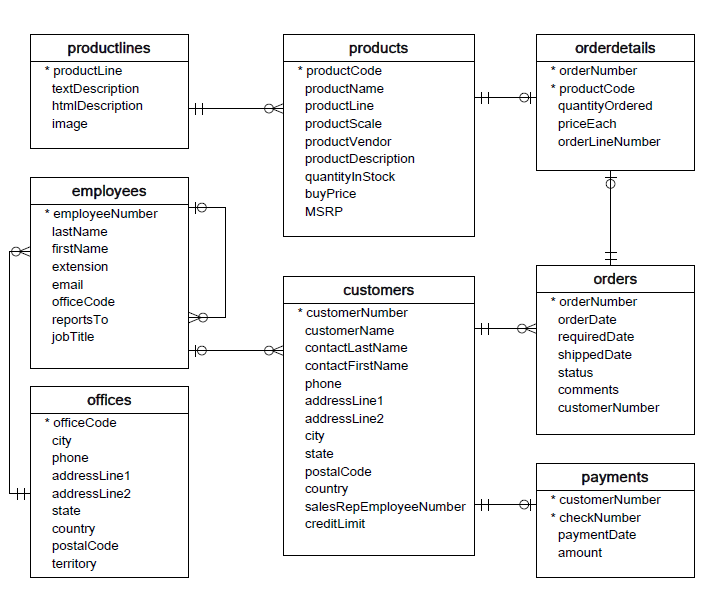 productlines
* productLine
textDescription
htmlDescription
image
products
* productCode
productName
productLine
productScale
productVendor
productDescription
quantityInStock
buyPrice
MSRP
orderdetails
* orderNumber
* productCode
quantityOrdered
priceEach
orderLineNumber
employees
* employeeNumber
lastName
firstName
extension
email
officeCode
reportsTo
jobTitle
customers
* customerNumber
customerName
contactLastName
contactFirstName
phone
addressLine1
addressLine2
city
state
postalCode
country
salesRepEmployeeNumber
creditLimit
orders
* orderNumber
orderDate
requiredDate
shippedDate
status
comments
customerNumber
offices
* officeCode
city
phone
addressLine1
addressLine2
state
country
postalCode
territory
payments
* customerNumber
* checkNumber
paymentDate
amount